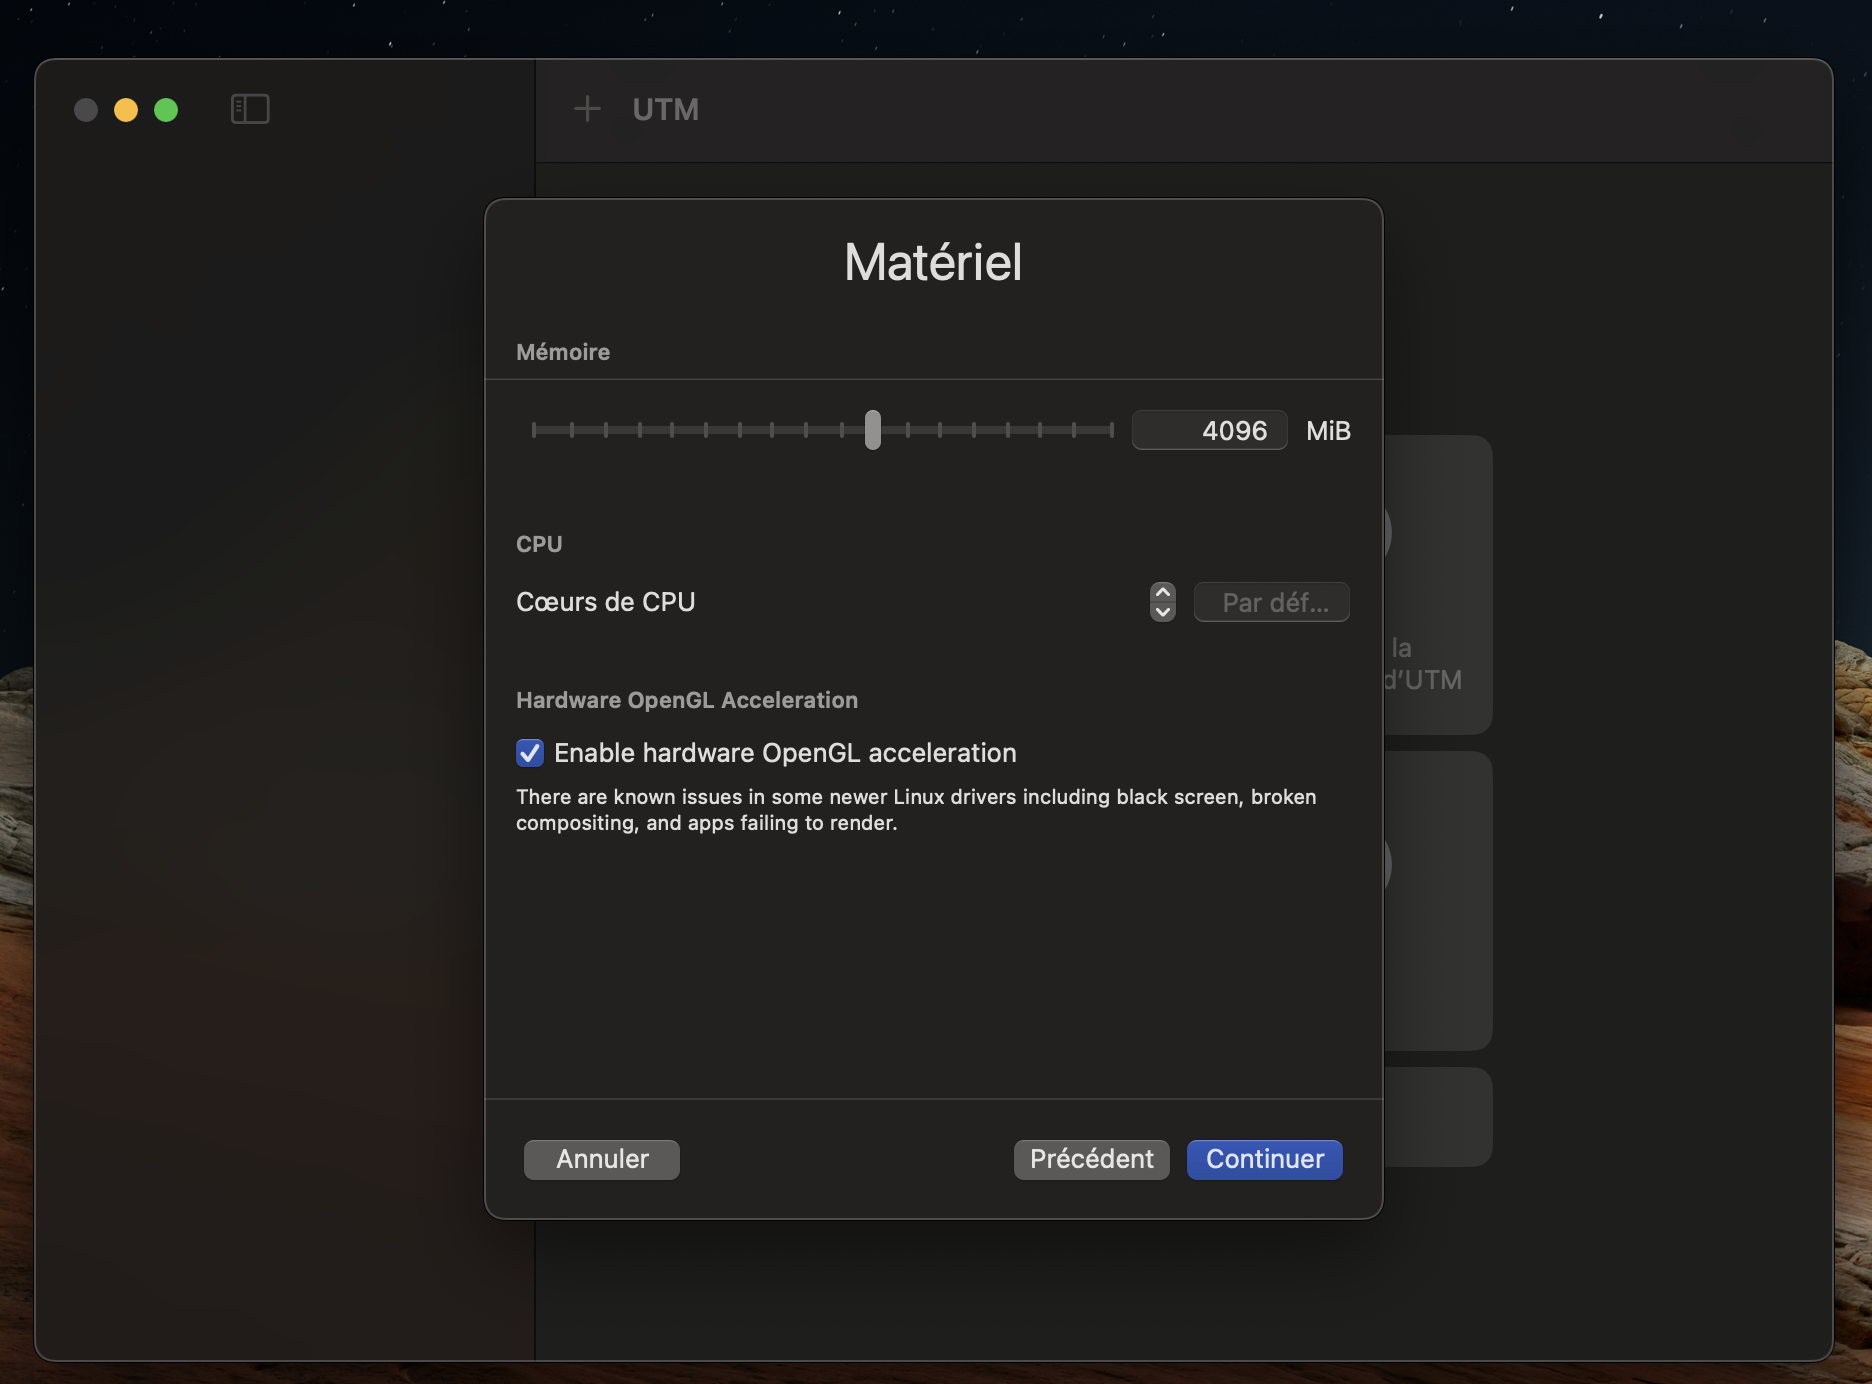 UTM
Matériel
Mémoire
4096 MiB
CPU
Cœurs de CPU
Par déf...
Hardware OpenGL Acceleration
Enable hardware OpenGL acceleration
There are known issues in some newer Linux drivers including black screen, broken
compositing, and apps failing to render.
la
d’UTM
Annuler
Précédent
Continuer